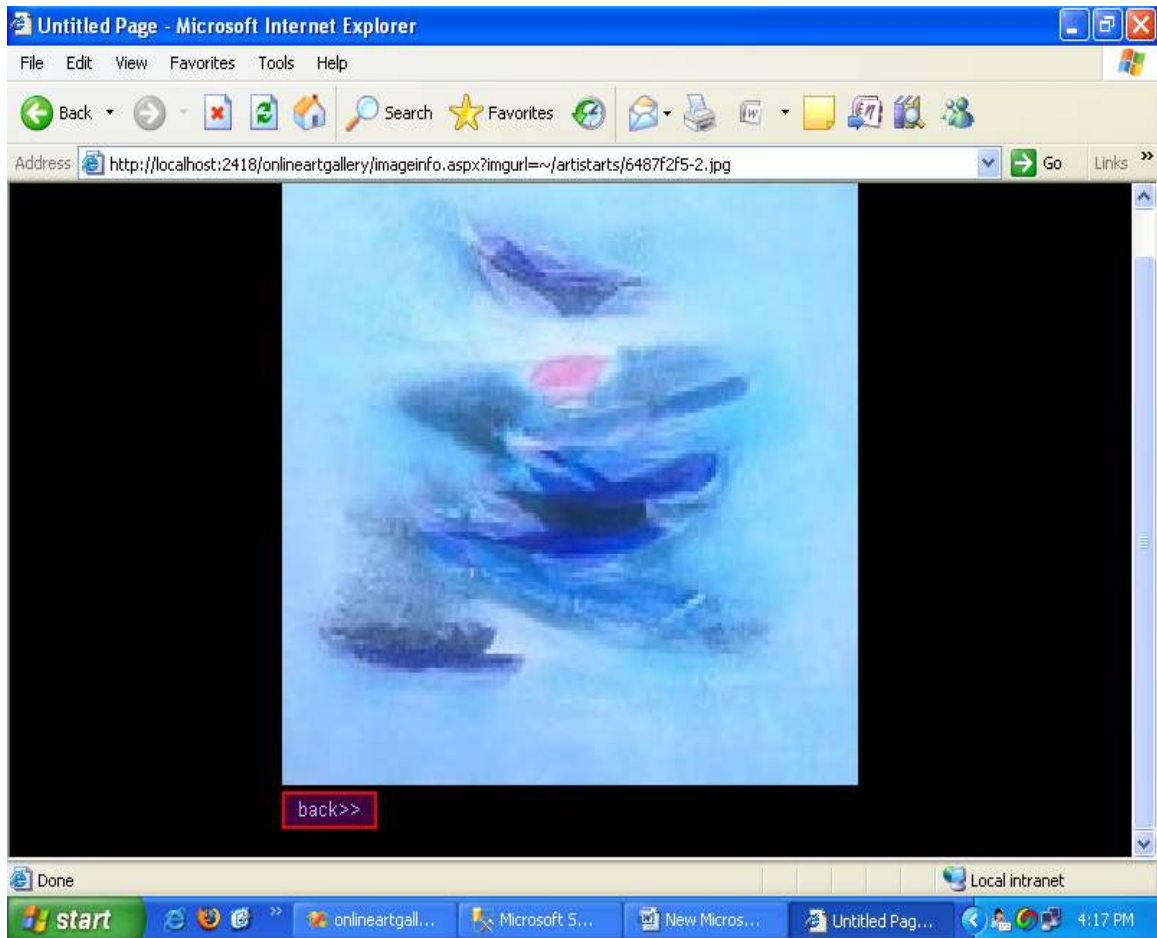 Untitled Page - Microsoft Internet Explorer
File Edit View Favorites Tools Help
Back Search Favorites
Address http://localhost:2418/onlineartgallery/imageinfo.aspx?imgurl=~/artistarts/6487f2f5-2.jpg Go Links »
back>>
Done Local intranet
start » onlineartgall... Microsoft S... New Micros... Untitled Pag... 4:17 PM